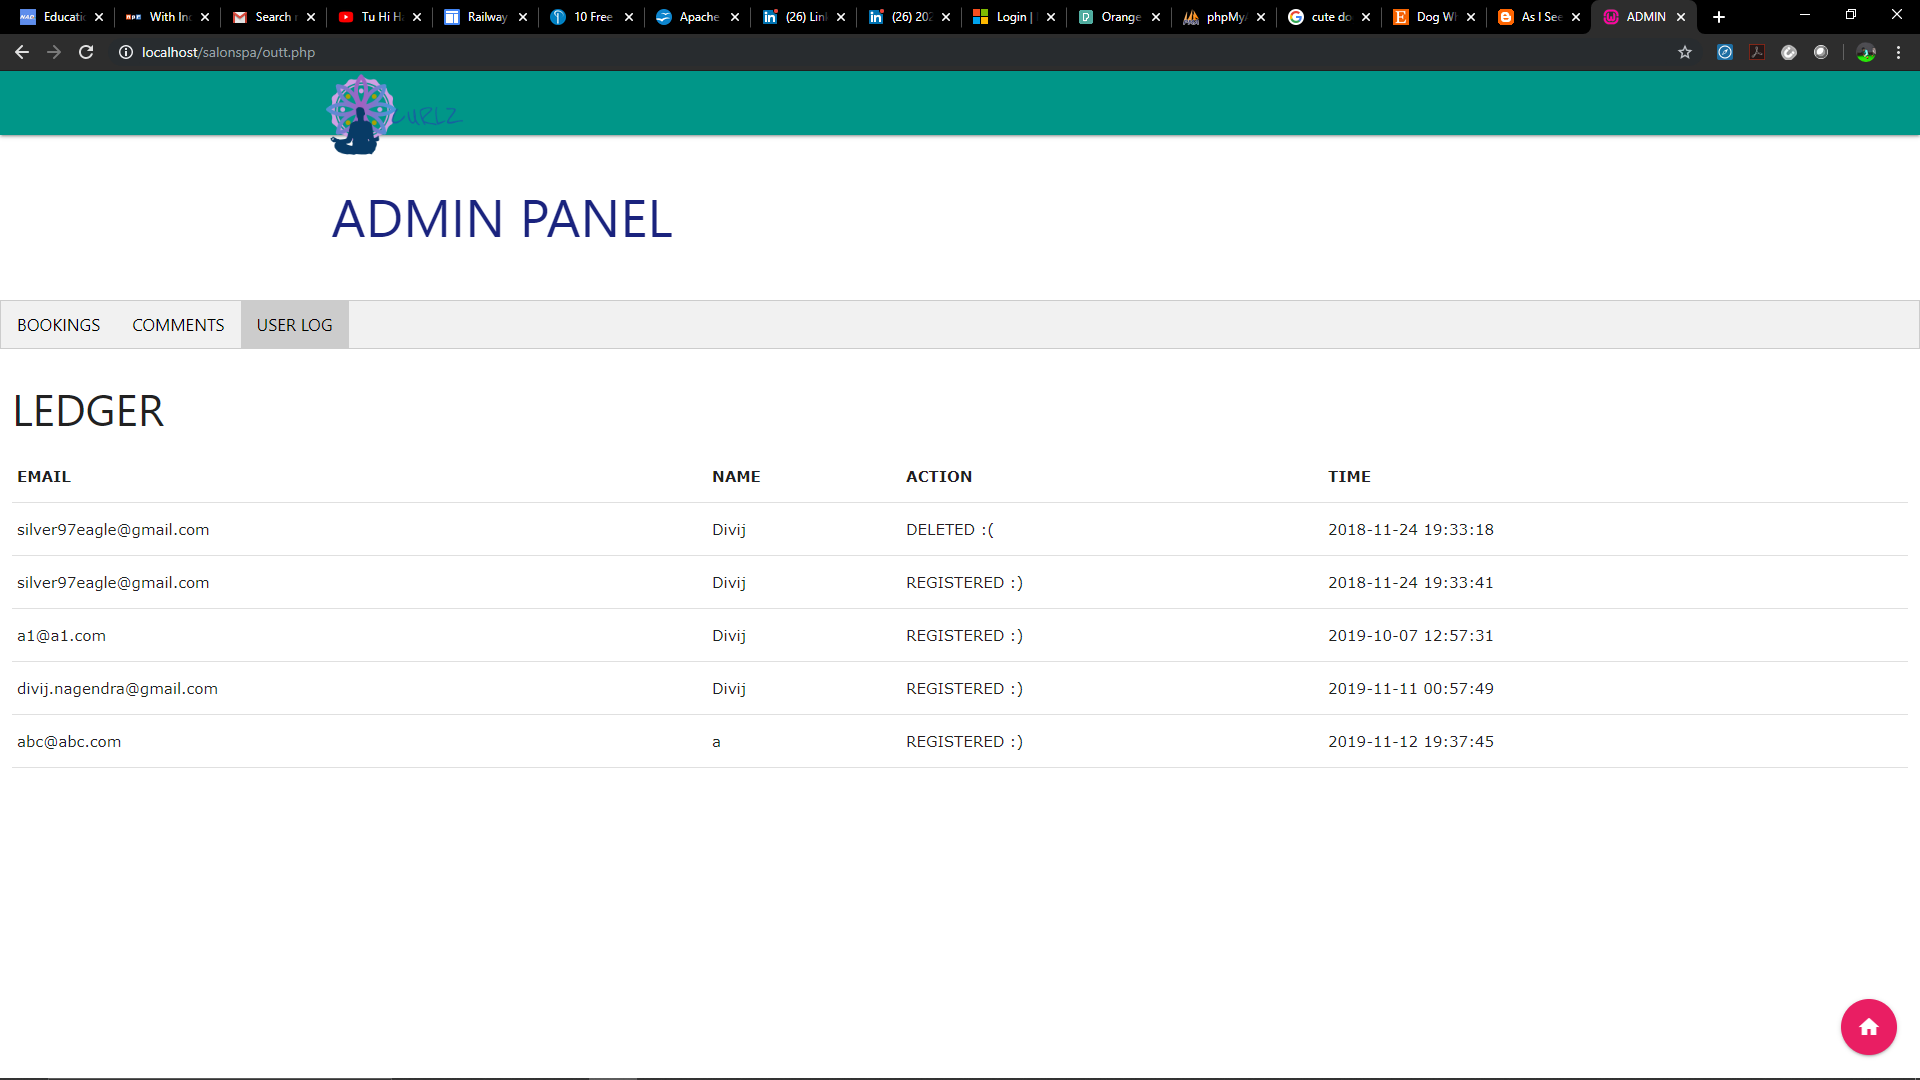 Educati With Inc Search Tu Hi H Railway 10 Free Apache (26) Lin (26) 202 Login | Orange phpMyA cute do Dog Wh As I See ADMIN
localhost/salonspa/outt.php
CURLZ
ADMIN PANEL
BOOKINGS COMMENTS USER LOG
LEDGER
EMAIL NAME ACTION TIME
silver97eagle@gmail.com Divij DELETED :( 2018-11-24 19:33:18
silver97eagle@gmail.com Divij REGISTERED :) 2018-11-24 19:33:41
a1@a1.com Divij REGISTERED :) 2019-10-07 12:57:31
divij.nagendra@gmail.com Divij REGISTERED :) 2019-11-11 00:57:49
abc@abc.com a REGISTERED :) 2019-11-12 19:37:45